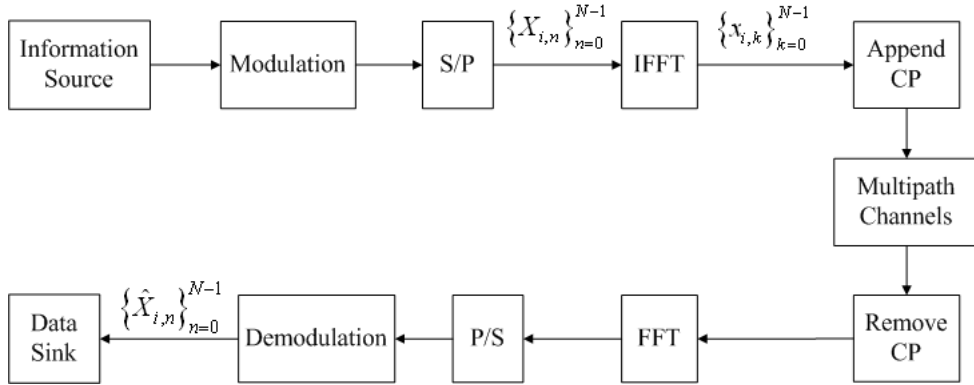 Information
Source
Modulation
S/P
{X_{i,n}}_{n=0}^{N-1}
IFFT
{x_{i,k}}_{k=0}^{N-1}
Append
CP
Multipath
Channels
Remove
CP
FFT
P/S
Demodulation
{X̂_{i,n}}_{n=0}^{N-1}
Data
Sink